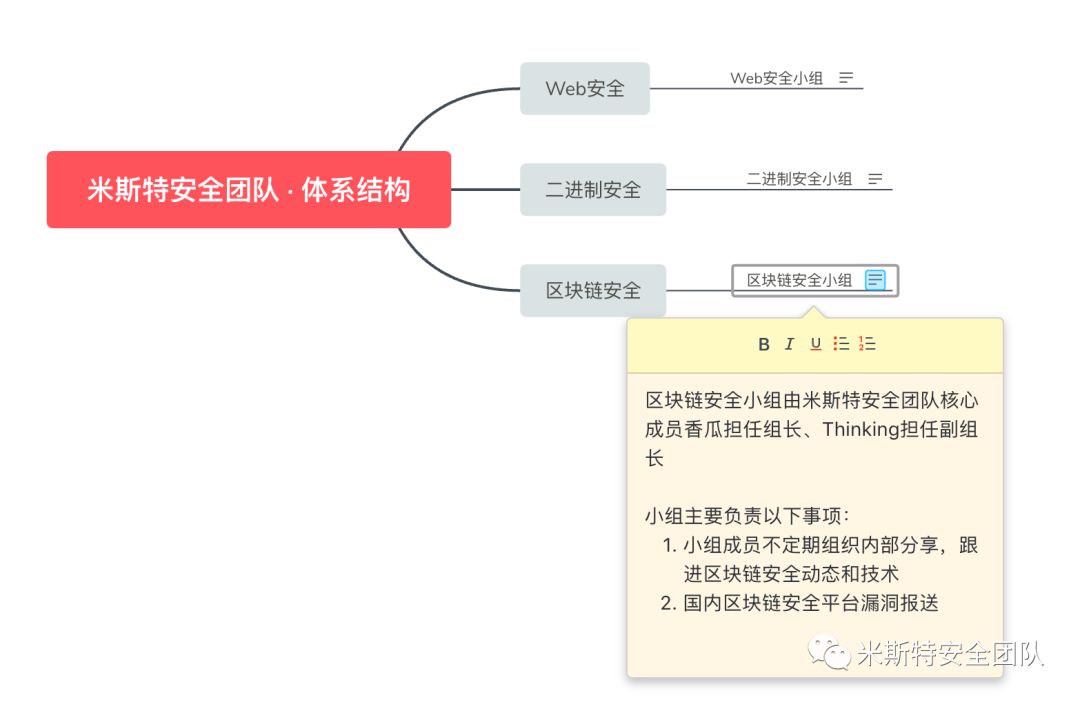 米斯特安全团队 · 体系结构
Web安全
Web安全小组
二进制安全
二进制安全小组
区块链安全
区块链安全小组
B I U
区块链安全小组由米斯特安全团队核心
成员香瓜担任组长、Thinking担任副组
长
小组主要负责以下事项：
1. 小组成员不定期组织内部分享，跟
进区块链安全动态和技术
2. 国内区块链安全平台漏洞报送
米斯特安全团队